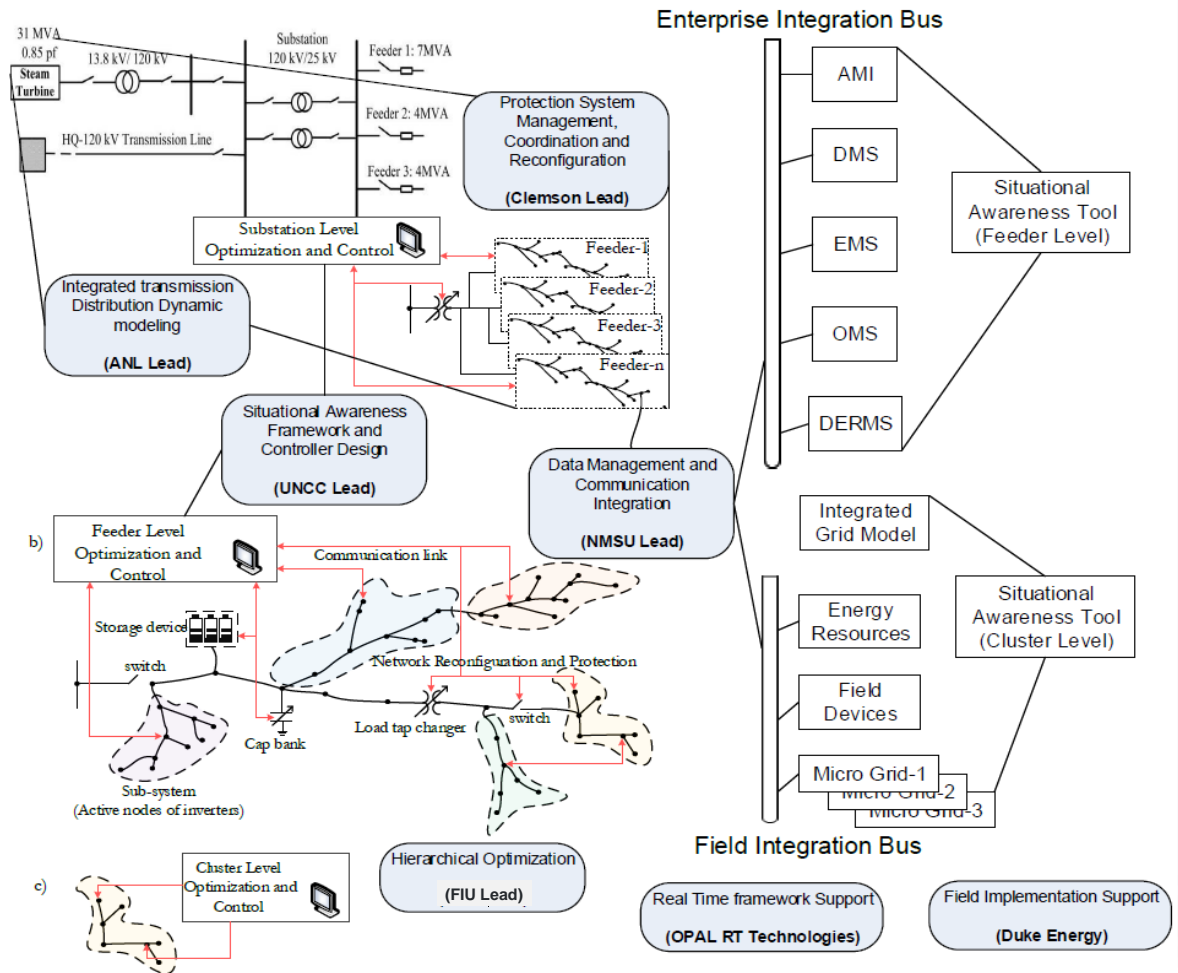 Enterprise Integration Bus
31 MVA
0.85 pf
13.8 kV/ 120 kV
Steam
Turbine
Substation
120 kV/25 kV
Feeder 1: 7MVA
Feeder 2: 4MVA
Feeder 3: 4MVA
HQ-120 kV Transmission Line
Protection System
Management,
Coordination and
Reconfiguration
(Clemson Lead)
Substation Level
Optimization and Control
Feeder-1
Feeder-2
Feeder-3
Feeder-n
Integrated transmission
Distribution Dynamic
modeling
(ANL Lead)
Situational Awareness
Framework and
Controller Design
(UNCC Lead)
Data Management and
Communication
Integration
(NMSU Lead)
AMI
DMS
EMS
OMS
DERMS
Situational
Awareness Tool
(Feeder Level)
b)
Feeder Level
Optimization and
Control
Communication link
Storage device
switch
Network Reconfiguration and Protection
Load tap changer
switch
Cap bank
Sub-system
(Active nodes of inverters)
Integrated
Grid Model
Energy
Resources
Field
Devices
Micro Grid-1
Micro Grid-2
Micro Grid-3
Situational
Awareness Tool
(Cluster Level)
Field Integration Bus
c)
Cluster Level
Optimization and
Control
Hierarchical Optimization
(FIU Lead)
Real Time framework Support
(OPAL RT Technologies)
Field Implementation Support
(Duke Energy)